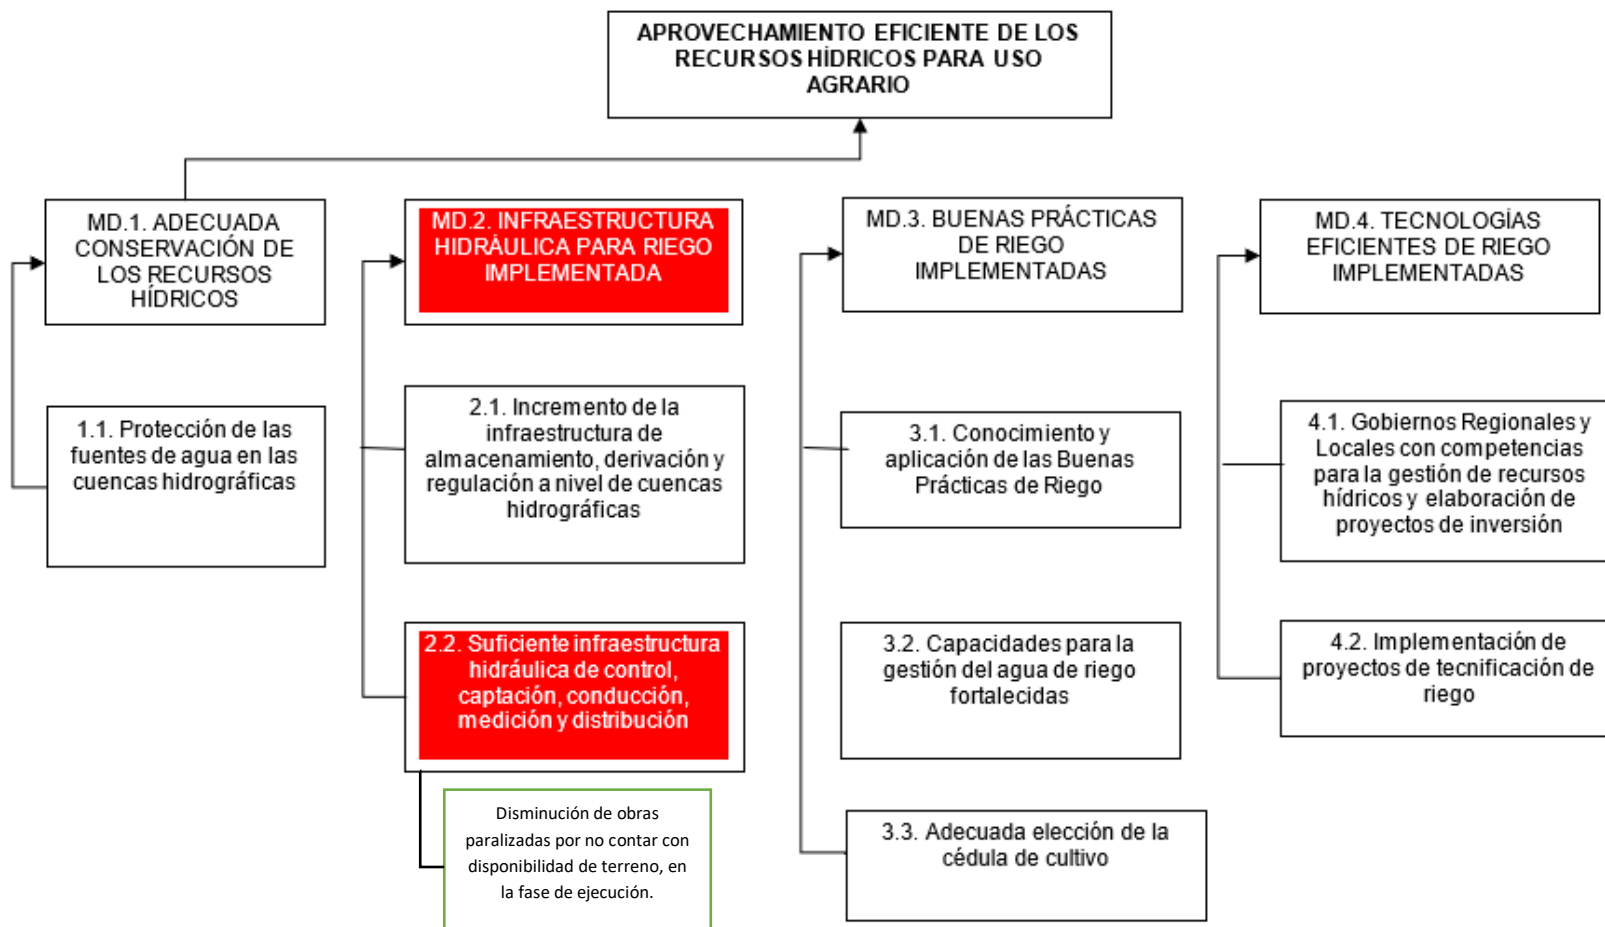 APROVECHAMIENTO EFICIENTE DE LOS
RECURSOS HÍDRICOS PARA USO
AGRARIO
MD.1. ADECUADA
CONSERVACIÓN DE
LOS RECURSOS
HÍDRICOS
1.1. Protección de las
fuentes de agua en las
cuencas hidrográficas
MD.2. INFRAESTRUCTURA
HIDRÁULICA PARA RIEGO
IMPLEMENTADA
2.1. Incremento de la
infraestructura de
almacenamiento, derivación y
regulación a nivel de cuencas
hidrográficas
2.2. Suficiente infraestructura
hidráulica de control,
captación, conducción,
medición y distribución
Disminución de obras
paralizadas por no contar con
disponibilidad de terreno, en
la fase de ejecución.
MD.3. BUENAS PRÁCTICAS
DE RIEGO
IMPLEMENTADAS
3.1. Conocimiento y
aplicación de las Buenas
Prácticas de Riego
3.2. Capacidades para la
gestión del agua de riego
fortalecidas
3.3. Adecuada elección de la
cédula de cultivo
MD.4. TECNOLOGÍAS
EFICIENTES DE RIEGO
IMPLEMENTADAS
4.1. Gobiernos Regionales y
Locales con competencias
para la gestión de recursos
hídricos y elaboración de
proyectos de inversión
4.2. Implementación de
proyectos de tecnificación de
riego